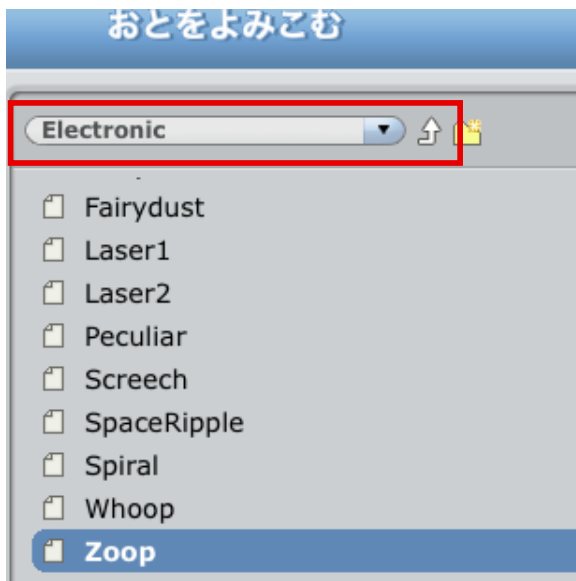 おとをよみこむ
Electronic
Fairydust
Laser1
Laser2
Peculiar
Screech
SpaceRipple
Spiral
Whoop
Zoop